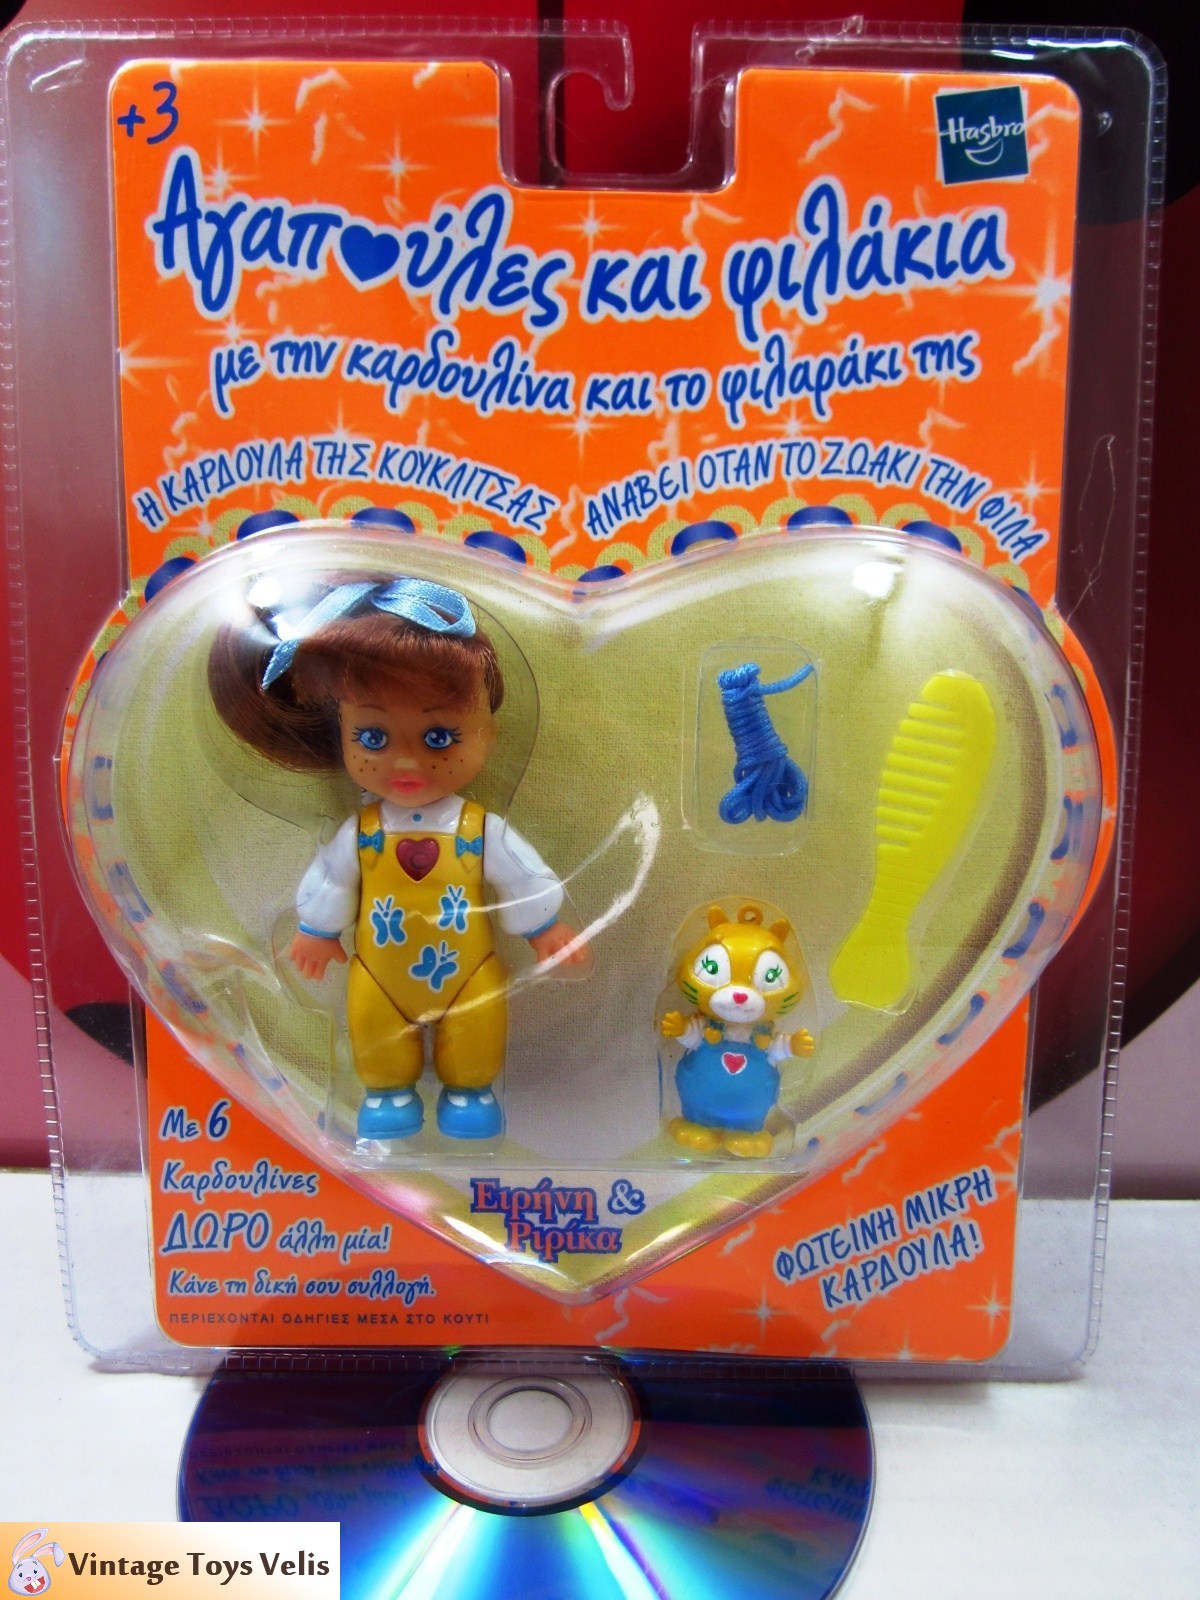 +3
Hasbro
Αγαπούλες και φιλάκια
με την καρδουλίνα και το φιλαράκι της
Η ΚΑΡΔΟΥΛΑ ΤΗΣ ΚΟΥΚΛΙΤΣΑΣ ΑΝΑΒΕΙ ΟΤΑΝ ΤΟ ΖΩΑΚΙ ΤΗΝ ΦΙΛΑ
Με 6
Καρδουλίνες
ΔΩΡΟ άλλη μία!
Κάνε τη δική σου συλλογή.
ΠΕΡΙΕΧΟΝΤΑΙ ΟΔΗΓΙΕΣ ΜΕΣΑ ΣΤΟ ΚΟΥΤΙ
Ειρήνη &
Ριρίκα
ΦΩΤΕΙΝΗ ΜΙΚΡΗ
ΚΑΡΔΟΥΛΑ!
Vintage Toys Velis